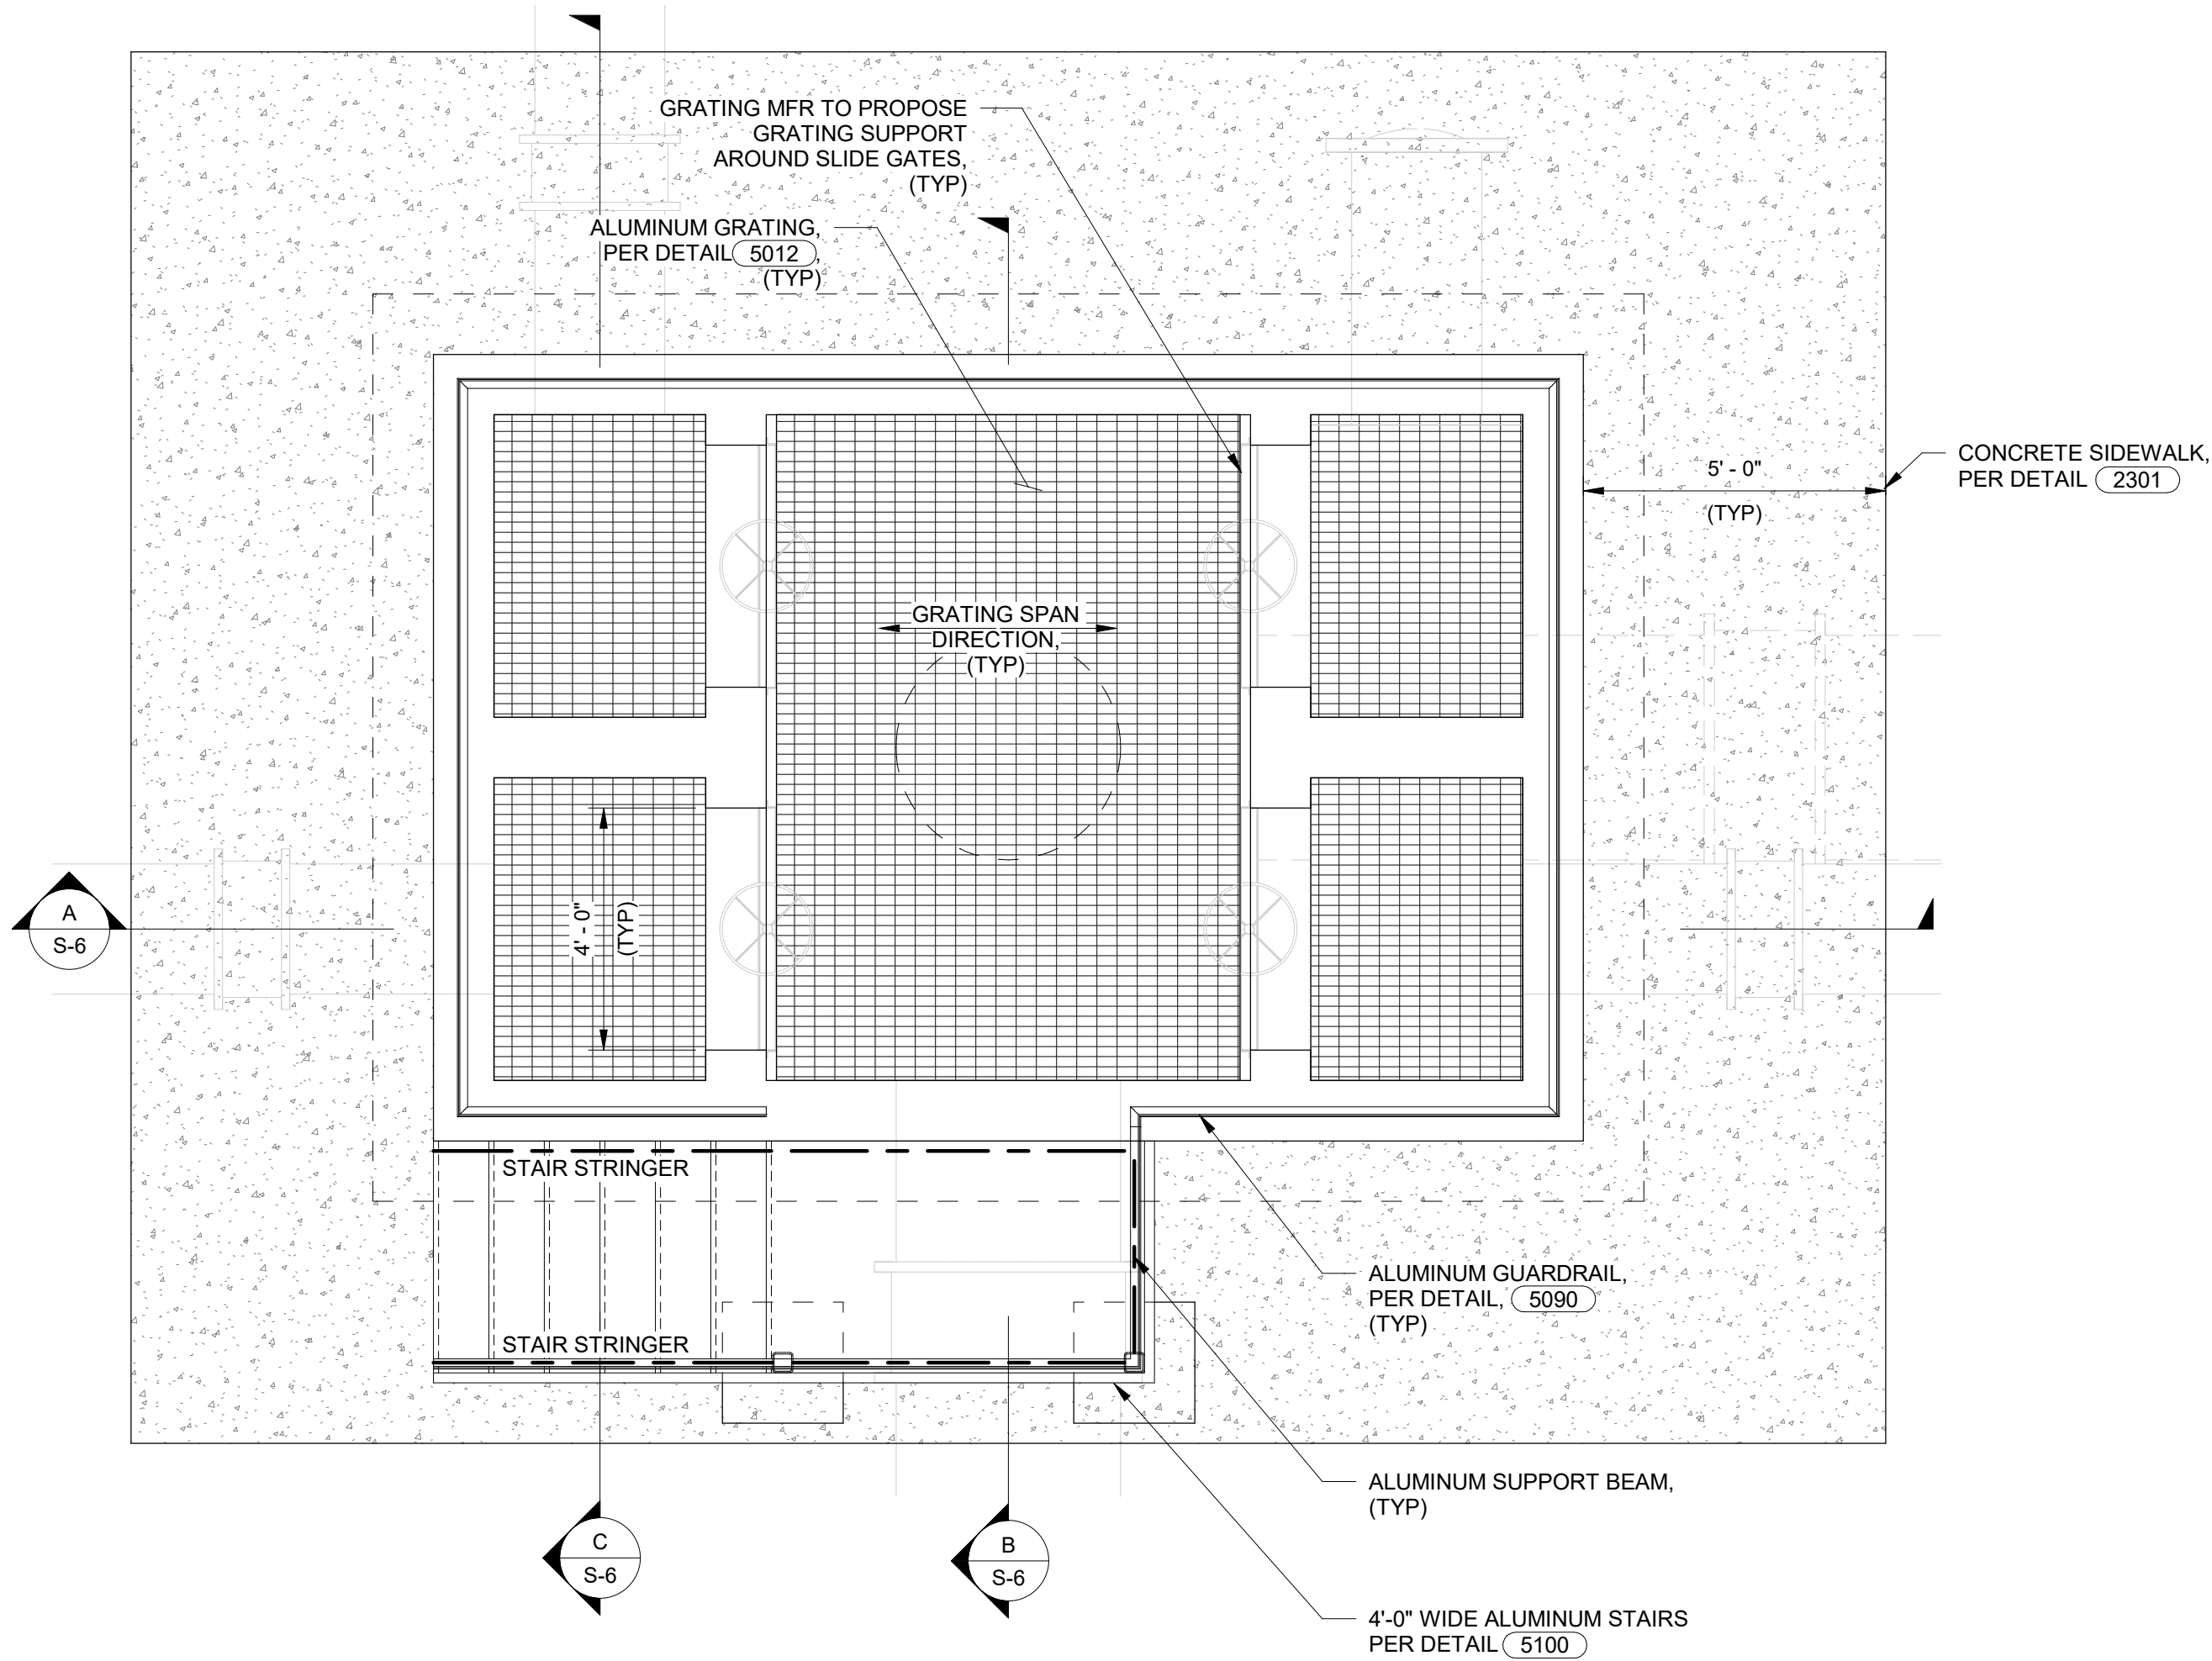 GRATING MFR TO PROPOSE
GRATING SUPPORT
AROUND SLIDE GATES,
(TYP)
ALUMINUM GRATING,
PER DETAIL 5012,
(TYP)
CONCRETE SIDEWALK,
PER DETAIL 2301
5' - 0"
(TYP)
GRATING SPAN
DIRECTION,
(TYP)
4' - 0"
(TYP)
A
S-6
STAIR STRINGER
STAIR STRINGER
ALUMINUM GUARDRAIL,
PER DETAIL, 5090
(TYP)
ALUMINUM SUPPORT BEAM,
(TYP)
C
S-6
B
S-6
4'-0" WIDE ALUMINUM STAIRS
PER DETAIL 5100